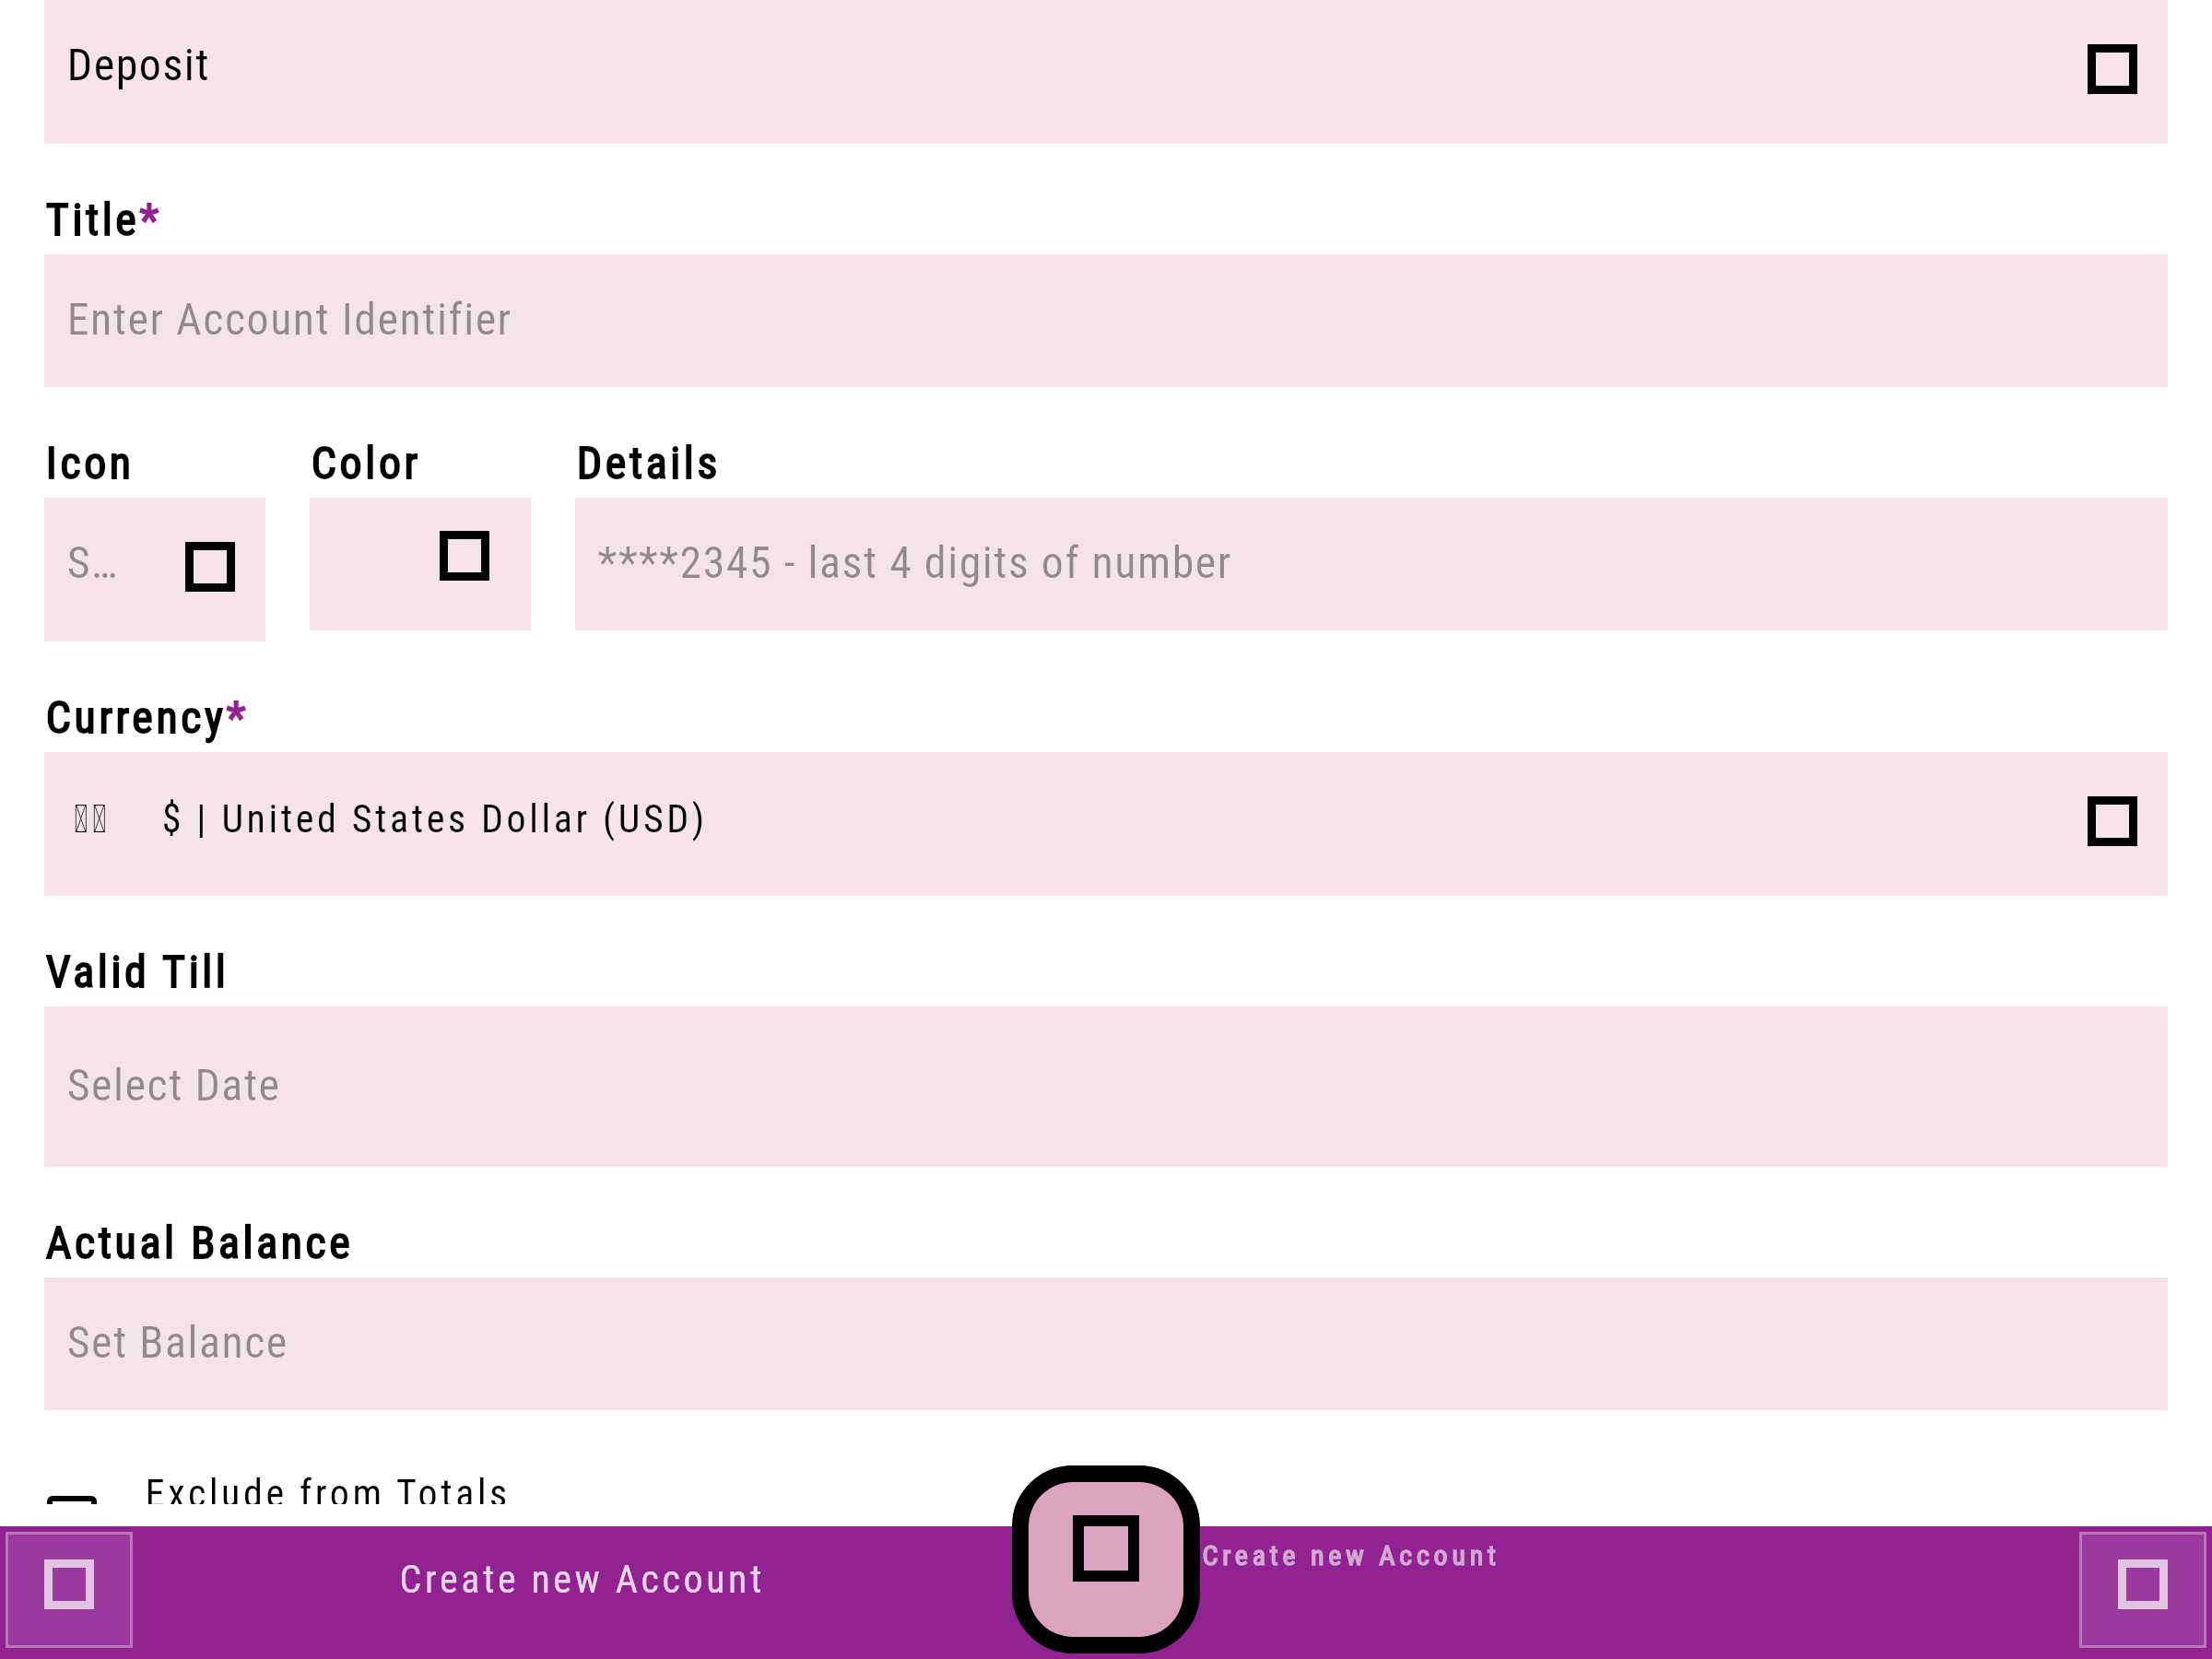 Deposit
Title*
Enter Account Identifier
Icon Color Details
S… ****2345 - last 4 digits of number
Currency*
$ | United States Dollar (USD)
Valid Till
Select Date
Actual Balance
Set Balance
Exclude from Totals
Create new Account
Create new Account